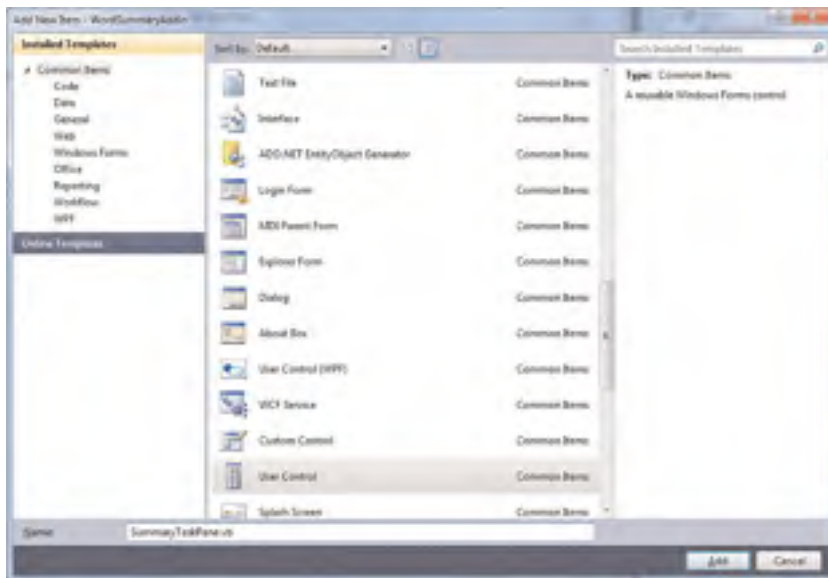 Add New Item - WordSummaryAddin
Installed Templates
Common Items
Code
Data
General
Web
Windows Forms
Office
Reporting
Workflow
WPF
Online Templates
Sort by: Default
Text File Common Items
Interface Common Items
ADO.NET EntityObject Generator Common Items
Login Form Common Items
MDI Parent Form Common Items
Explorer Form Common Items
Dialog Common Items
About Box Common Items
User Control (WPF) Common Items
WCF Service Common Items
Custom Control Common Items
User Control Common Items
Splash Screen Common Items
Search Installed Templates
Type: Common Items
A reusable Windows Forms control
Name: SummaryTaskPane.vb
Add Cancel